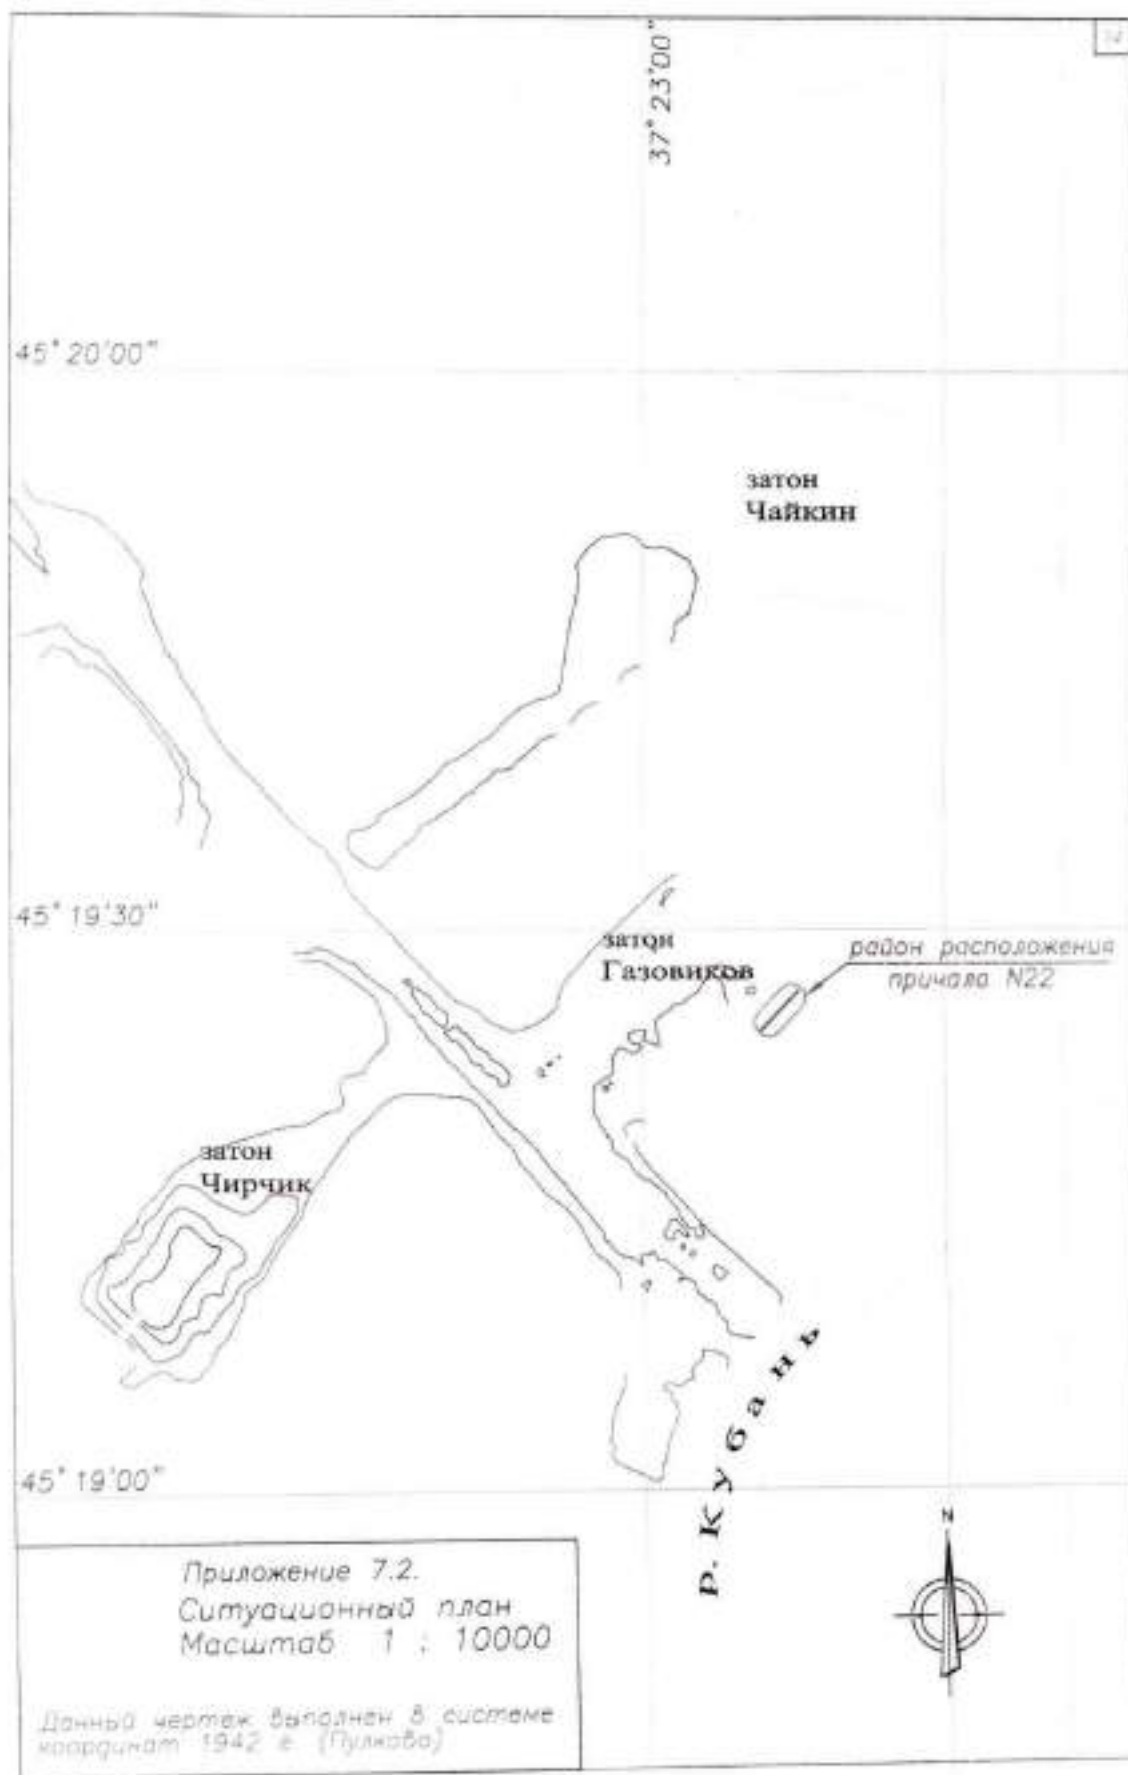 37°23'00"
45°20'00"
затон
Чайкин
45°19'30"
затон
Газовиков
район расположения
причала N22
затон
Чирчик
р. Кубань
45°19'00"
N
Приложение 7.2.
Ситуационный план
Масштаб 1 : 10000
Данный чертеж выполнен в системе
координат 1942 г. (Пулково)